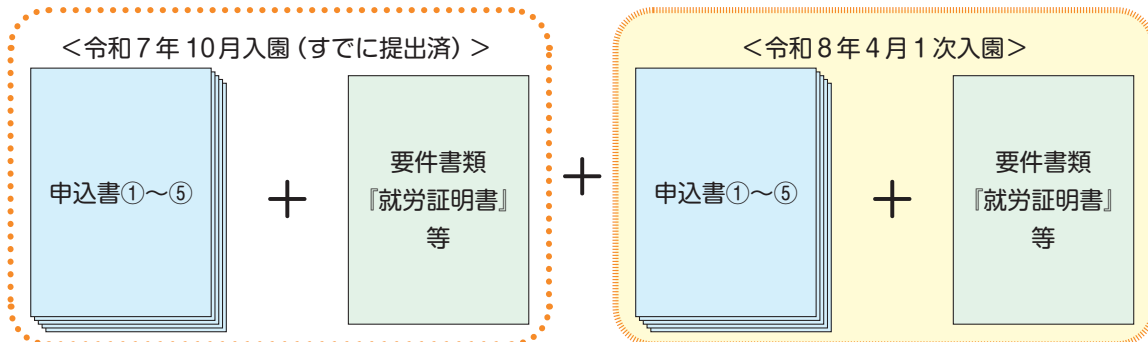 ＜令和7年10月入園（すでに提出済）＞
申込書①～⑤
＋
要件書類
『就労証明書』
等
＋
＜令和8年4月1次入園＞
申込書①～⑤
＋
要件書類
『就労証明書』
等